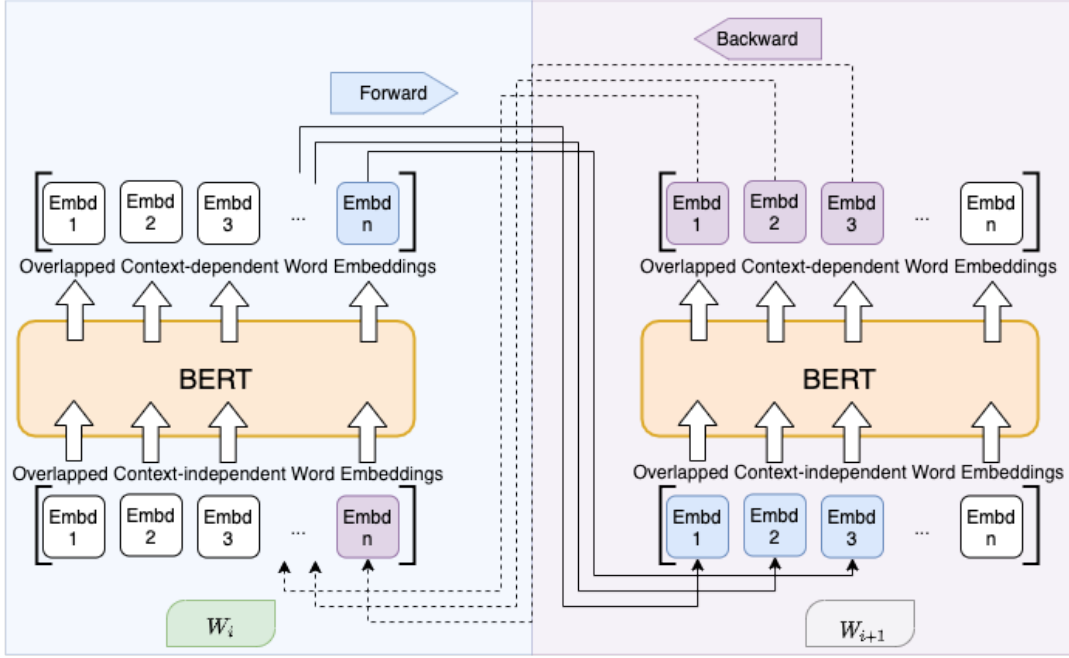 Backward
Forward
Embd 1
Embd 2
Embd 3
...
Embd n
Overlapped Context-dependent Word Embeddings
BERT
Overlapped Context-independent Word Embeddings
Embd 1
Embd 2
Embd 3
...
Embd n
W_i
Embd 1
Embd 2
Embd 3
...
Embd n
Overlapped Context-dependent Word Embeddings
BERT
Overlapped Context-independent Word Embeddings
Embd 1
Embd 2
Embd 3
...
Embd n
W_{i+1}